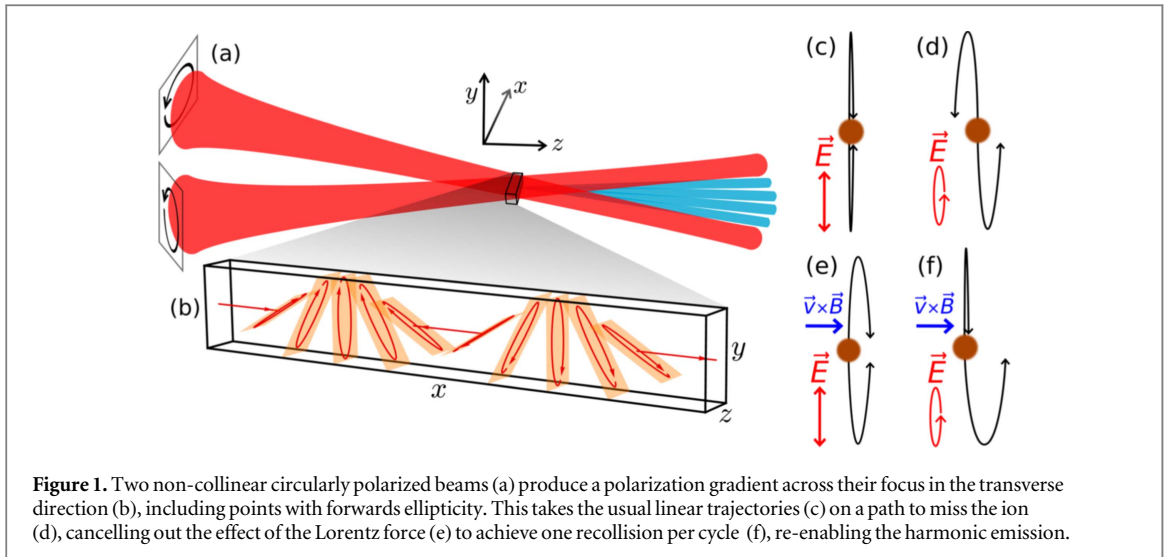 (a)
y
x
z
(b)
x
y
z
(c)
E⃗
(d)
E⃗
(e)
v⃗×B⃗
E⃗
(f)
v⃗×B⃗
E⃗
Figure 1. Two non-collinear circularly polarized beams (a) produce a polarization gradient across their focus in the transverse
direction (b), including points with forwards ellipticity. This takes the usual linear trajectories (c) on a path to miss the ion
(d), cancelling out the effect of the Lorentz force (e) to achieve one recollision per cycle (f), re-enabling the harmonic emission.